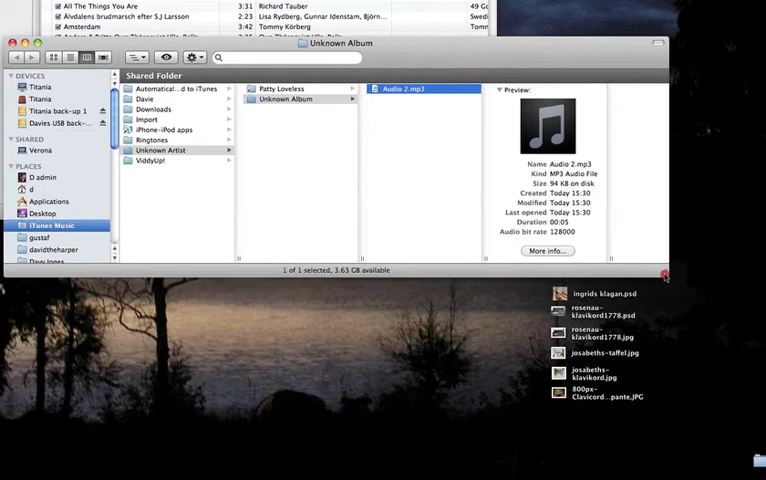 All The Things You Are 3:31 Richard Tauber 49 Go
Älvdalens brudmarsch efter S.J Larsson 2:23 Lisa Rydberg, Gunnar Idenstam, Björn... Swedi
Amsterdam 3:42 Tommy Körberg
Unknown Album
Shared Folder
DEVICES
Titania
Titania
Titania back-up 1
Davies USB back-...
SHARED
Verona
PLACES
D admin
d
Applications
Desktop
iTunes Music
gustaf
davidtheharper
Davy Jones
Automatical...d to iTunes
Davie
Downloads
Import
iPhone-iPod apps
Ringtones
Unknown Artist
ViddyUp!
Patty Loveless
Unknown Album
Audio 2.mp3
Preview:
Name Audio 2.mp3
Kind MP3 Audio File
Size 94 KB on disk
Created Today 15:30
Modified Today 15:30
Last opened Today 15:30
Duration 00:05
Audio bit rate 128000
More info...
1 of 1 selected, 3.63 GB available
ingrids klagan.psd
rosenau-
klavikord1778.psd
rosenau-
klavikord1778.jpg
josabeths-taffel.jpg
josabeths-
klavikord.jpg
800px-
Clavicord...pante.JPG